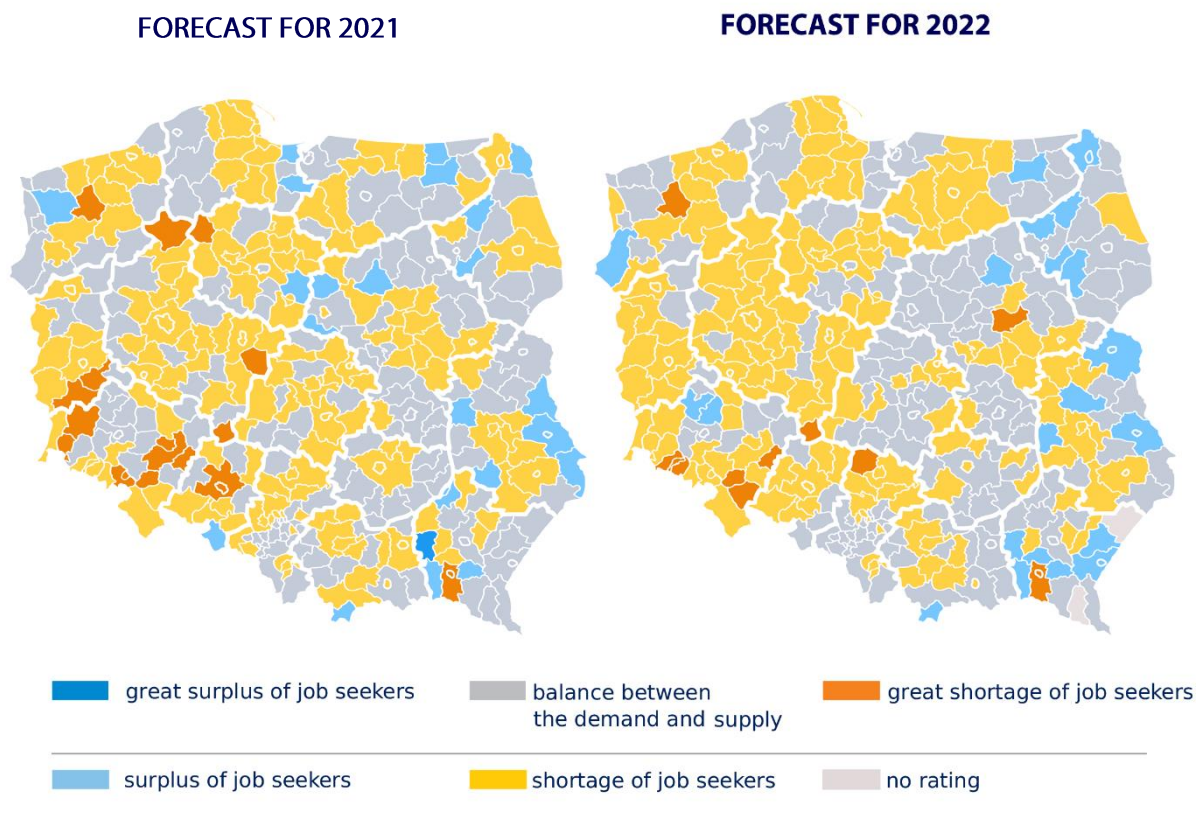 FORECAST FOR 2021
FORECAST FOR 2022
great surplus of job seekers
balance between
the demand and supply
great shortage of job seekers
surplus of job seekers
shortage of job seekers
no rating